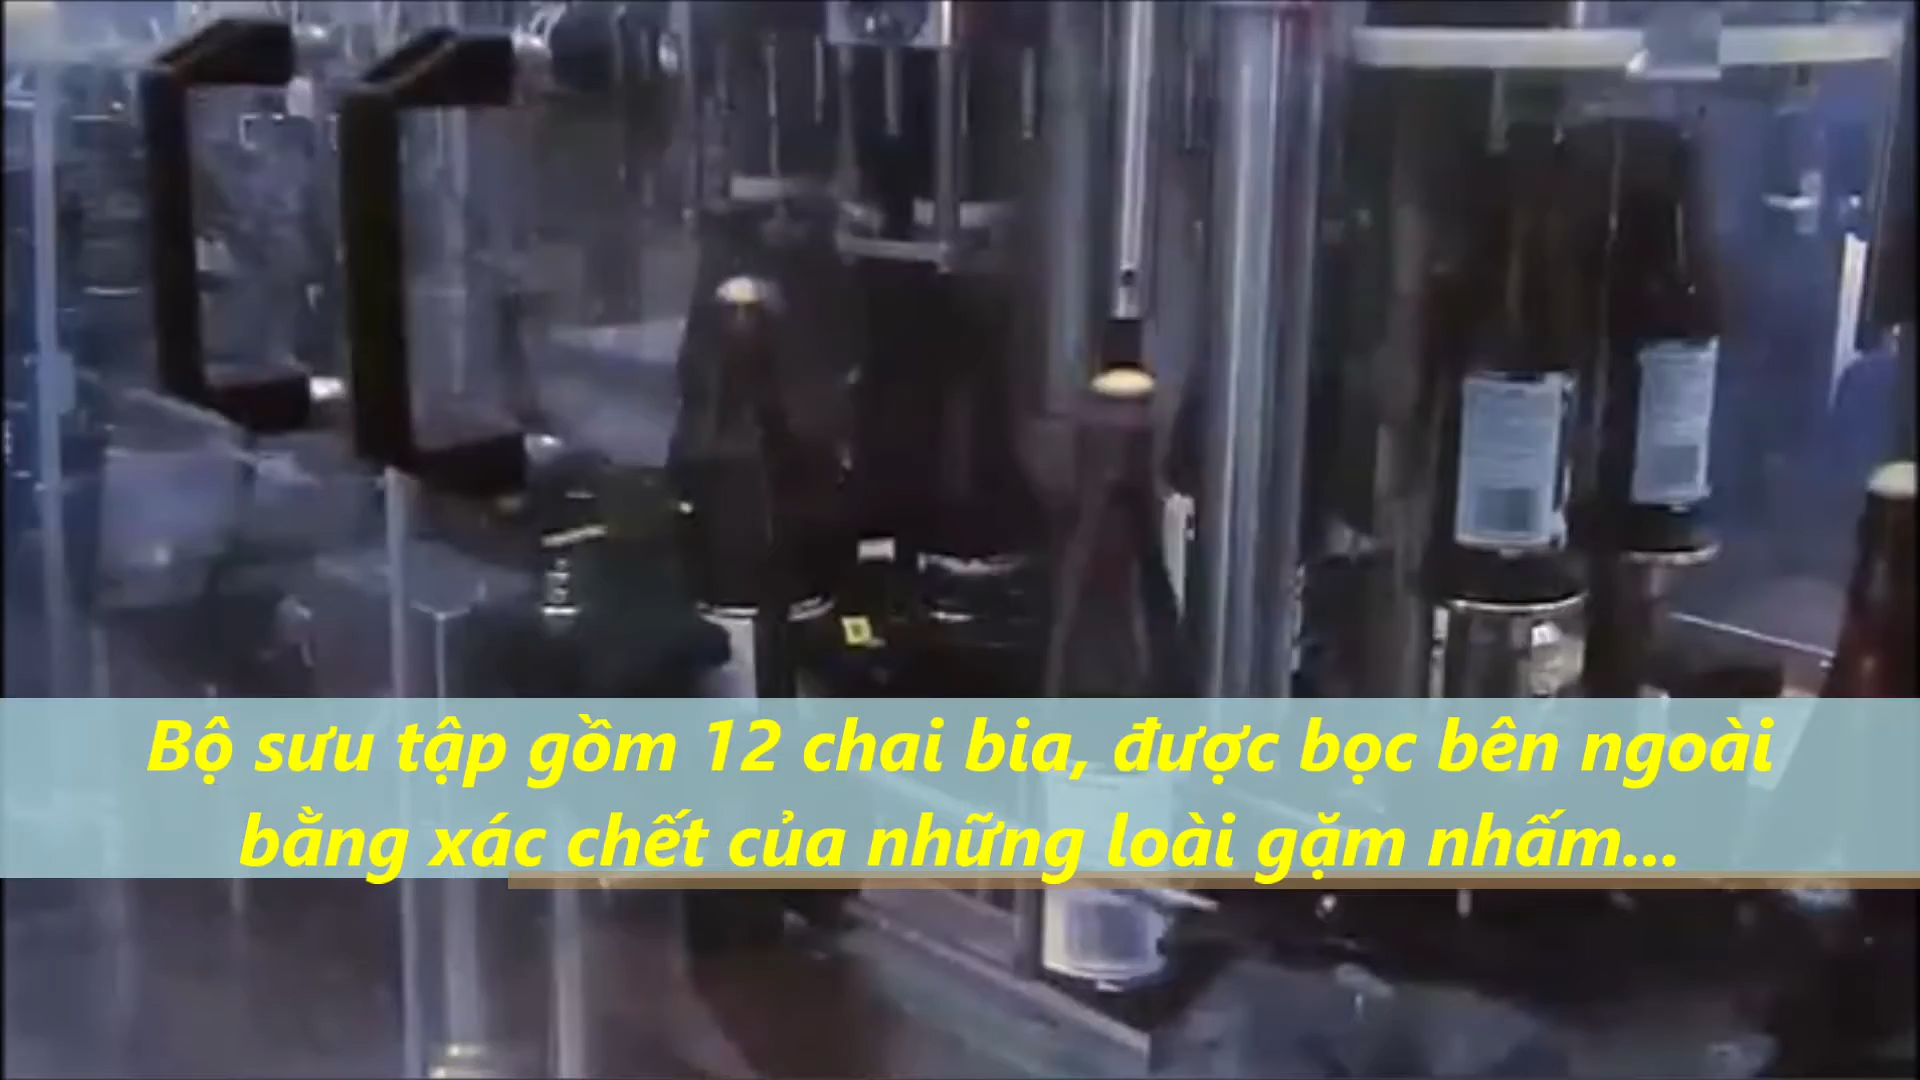 Bộ sưu tập gồm 12 chai bia, được bọc bên ngoài
bằng xác chết của những loài gặm nhấm...